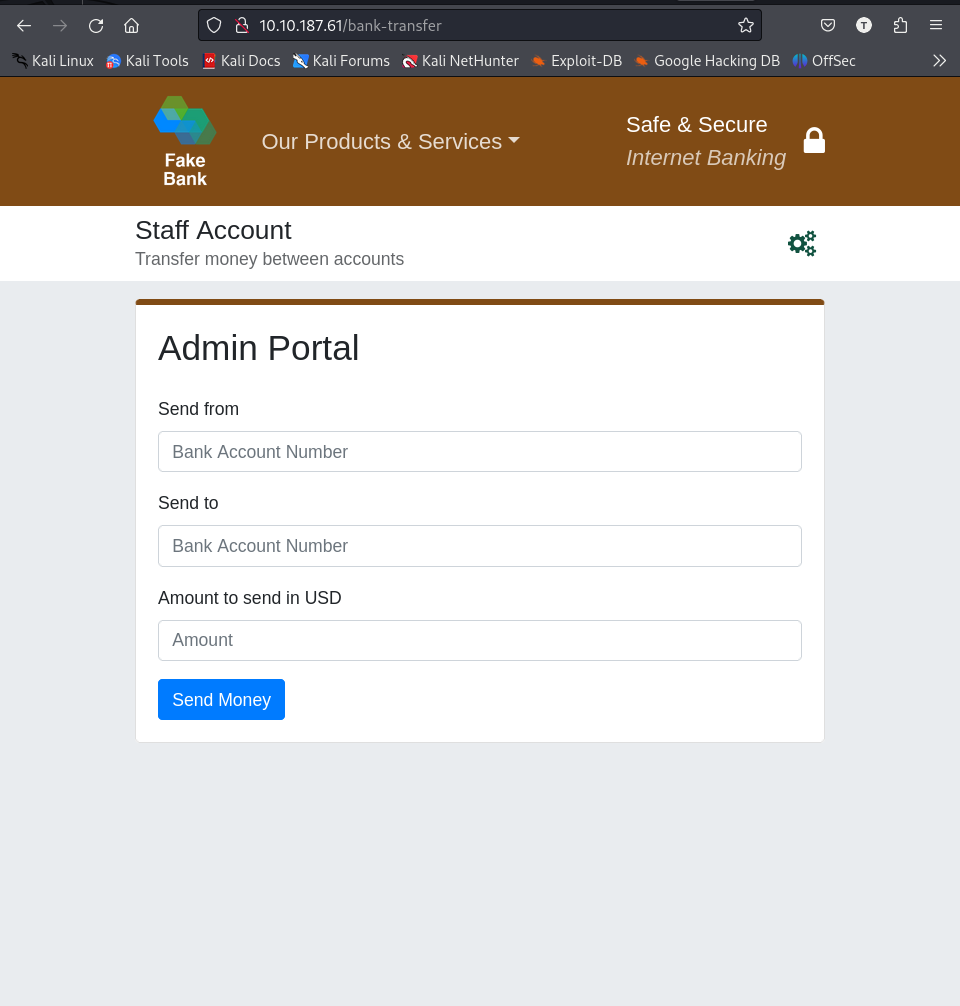 10.10.187.61/bank-transfer
T
Kali Linux Kali Tools Kali Docs Kali Forums Kali NetHunter Exploit-DB Google Hacking DB OffSec
Fake
Bank
Our Products & Services
Safe & Secure
Internet Banking
Staff Account
Transfer money between accounts
Admin Portal
Send from
Bank Account Number
Send to
Bank Account Number
Amount to send in USD
Amount
Send Money